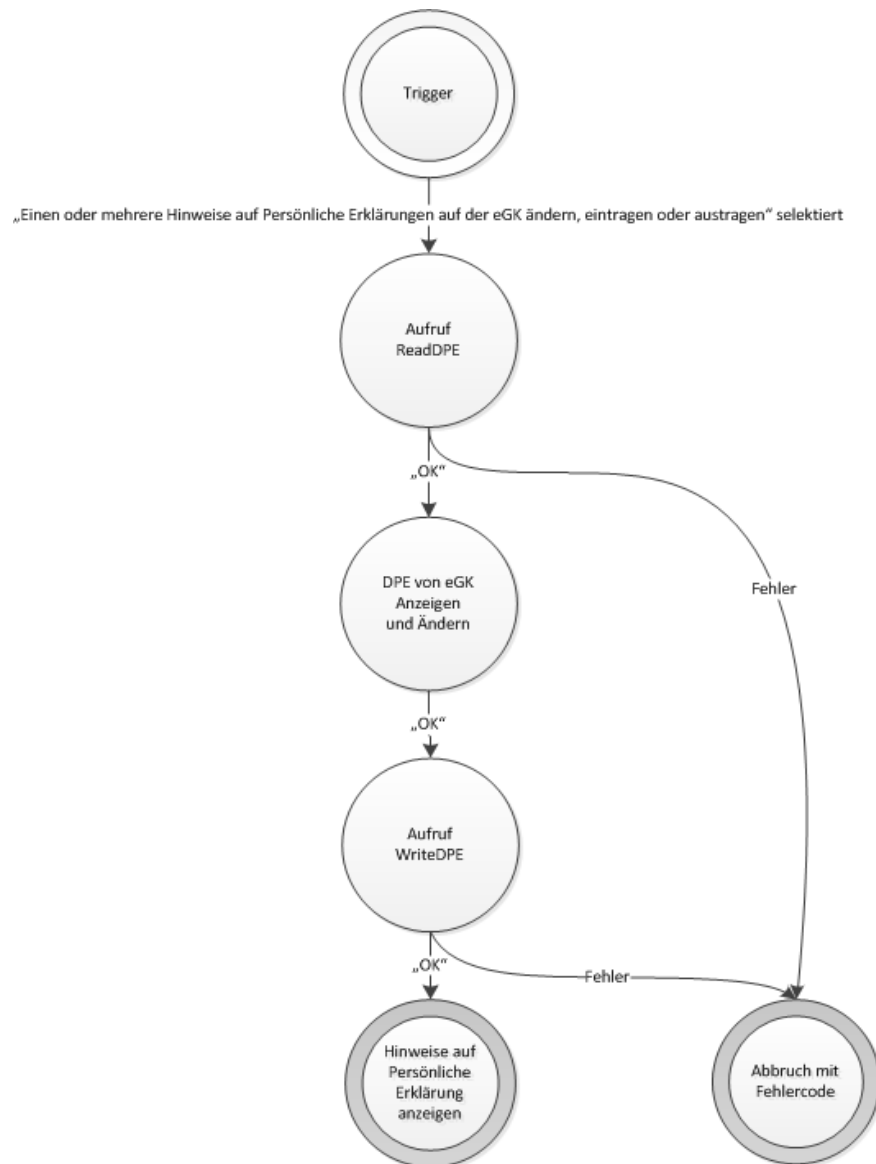 Trigger
„Einen oder mehrere Hinweise auf Persönliche Erklärungen auf der eGK ändern, eintragen oder austragen“ selektiert
Aufruf
ReadDPE
„OK“
Fehler
DPE von eGK
Anzeigen
und Ändern
„OK“
Aufruf
WriteDPE
„OK“
Fehler
Hinweise auf
Persönliche
Erklärung
anzeigen
Abbruch mit
Fehlercode